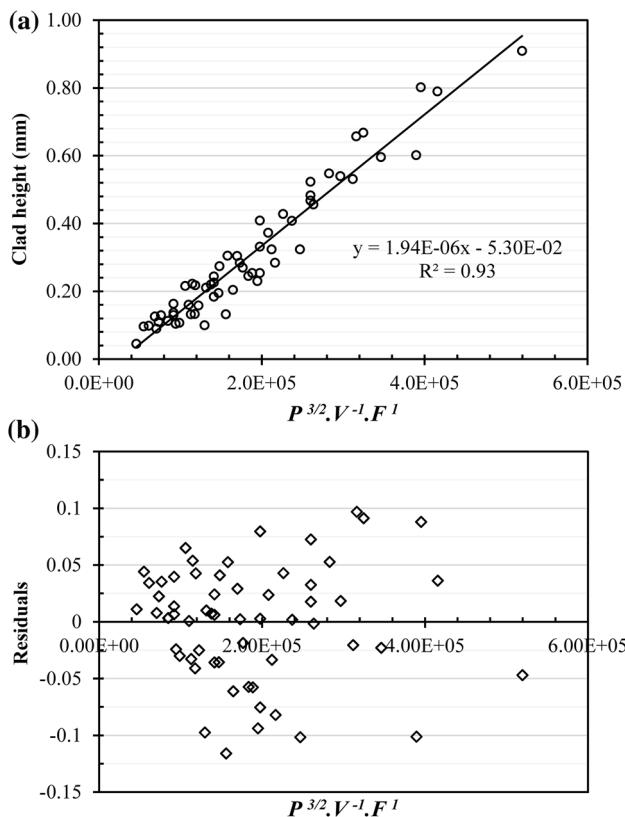 (a)
1.00
0.80
0.60
0.40
0.20
0.00
Clad height (mm)
y = 1.94E-06x - 5.30E-02
R² = 0.93
0.0E+00 2.0E+05 4.0E+05 6.0E+05
P ^3/2.V ^-1.F ^1
(b)
0.15
0.1
0.05
0
-0.05
-0.1
-0.15
Residuals
0.00E+00 2.00E+05 4.00E+05 6.00E+05
P ^3/2.V ^-1.F ^1